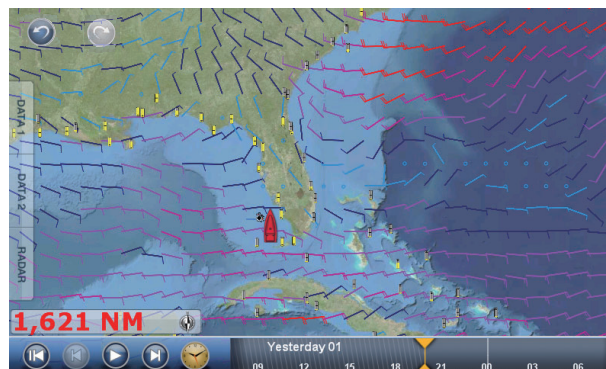 DATA 1
DATA 2
RADAR
1,621 NM
Yesterday 01
09 12 15 18 21 00 03 06